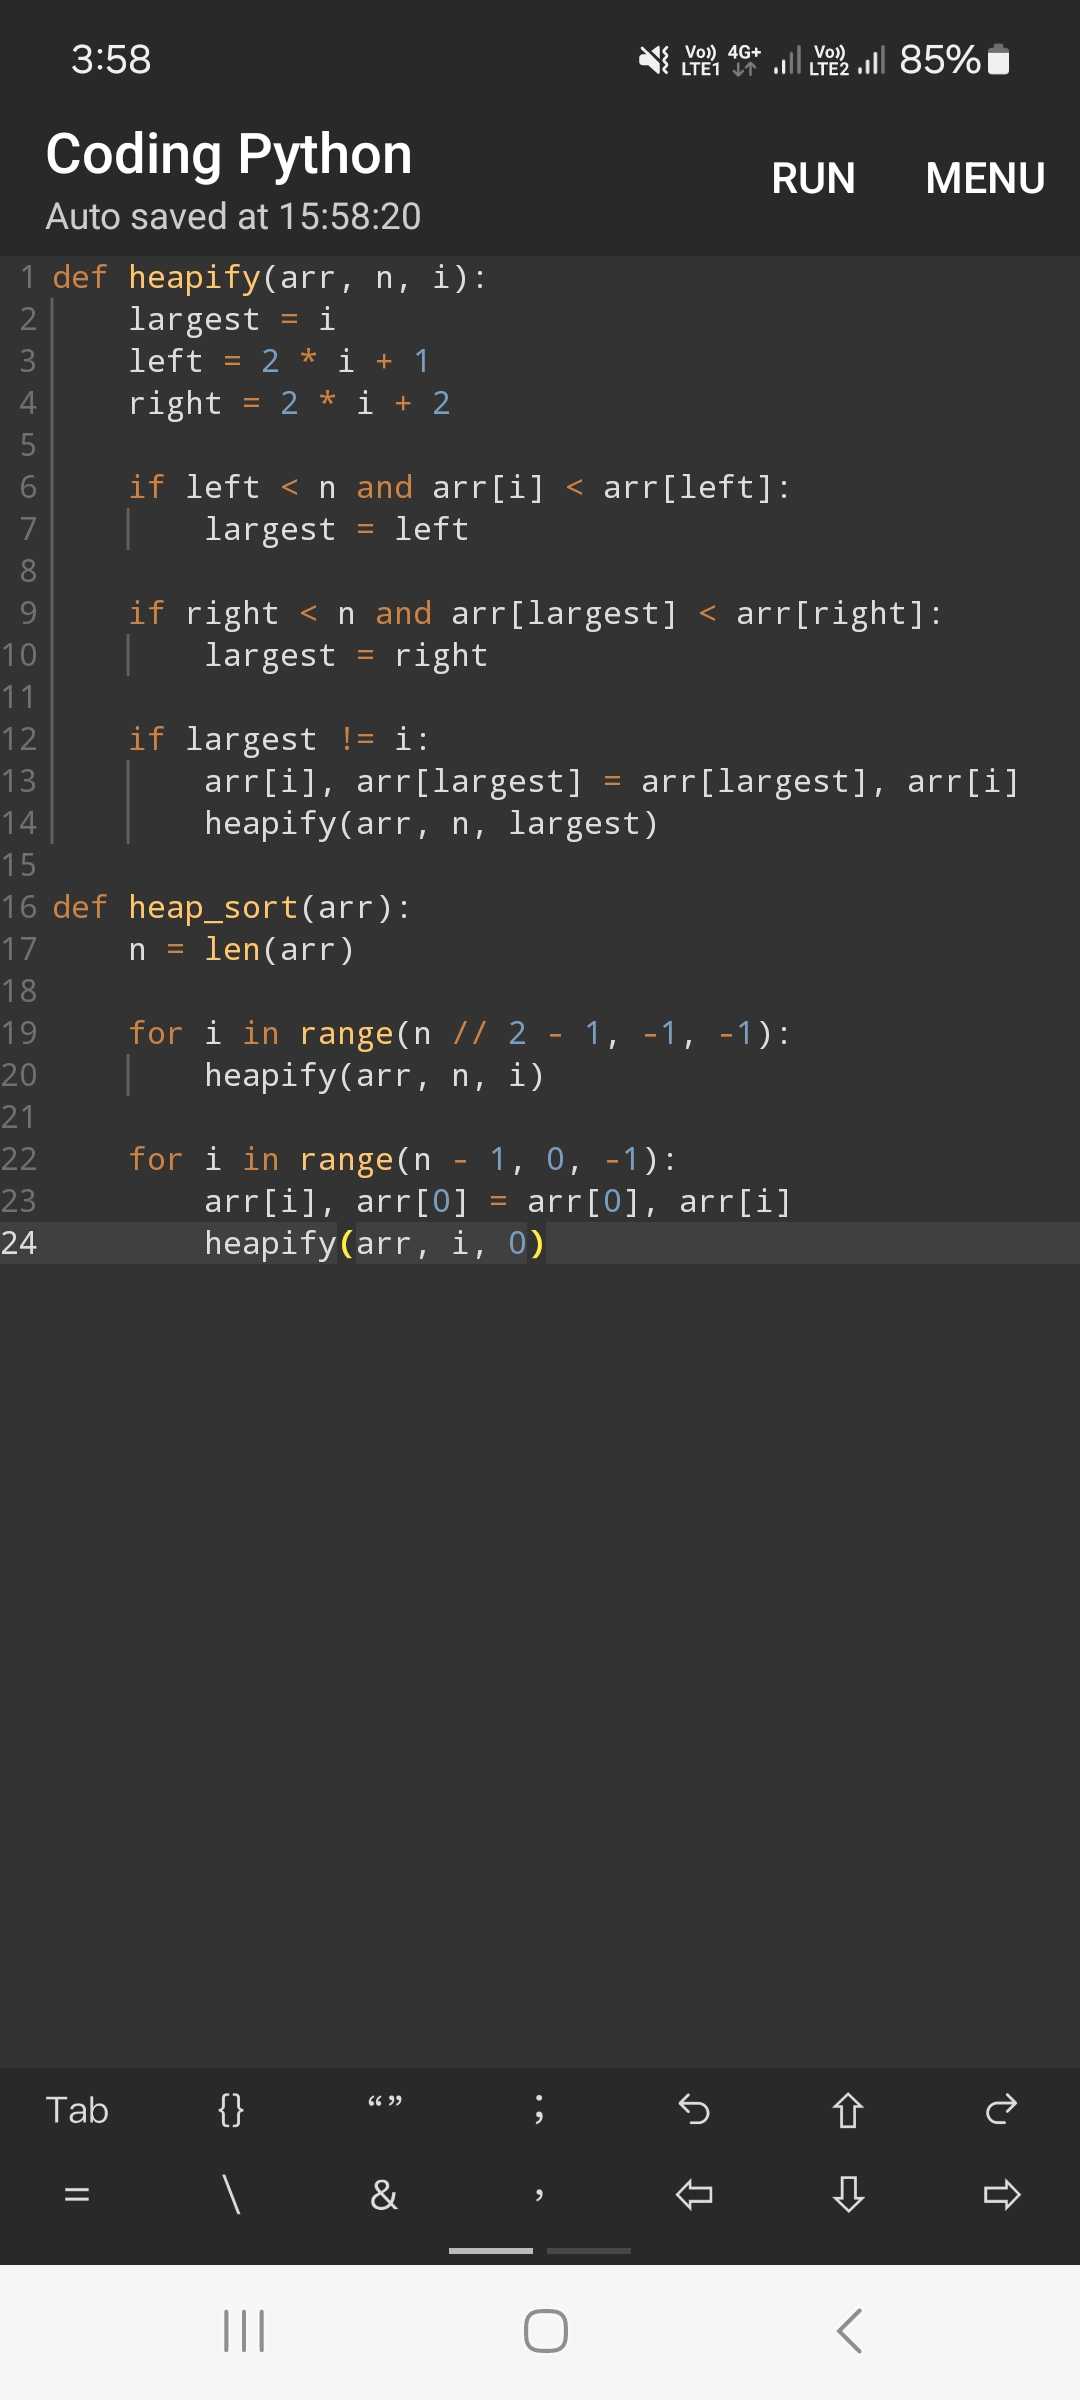 3:58 Vo)) LTE1 4G+ Vo)) LTE2 85%
Coding Python
RUN MENU
Auto saved at 15:58:20
1 def heapify(arr, n, i):
2     largest = i
3     left = 2 * i + 1
4     right = 2 * i + 2
5
6     if left < n and arr[i] < arr[left]:
7         largest = left
8
9     if right < n and arr[largest] < arr[right]:
10         largest = right
11
12     if largest != i:
13         arr[i], arr[largest] = arr[largest], arr[i]
14         heapify(arr, n, largest)
15
16 def heap_sort(arr):
17     n = len(arr)
18
19     for i in range(n // 2 - 1, -1, -1):
20         heapify(arr, n, i)
21
22     for i in range(n - 1, 0, -1):
23         arr[i], arr[0] = arr[0], arr[i]
24         heapify(arr, i, 0)
Tab {} “” ;
= \ & ,